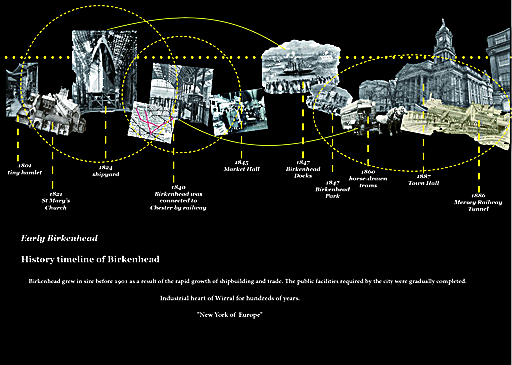 1801
tiny hamlet
1821
St Mary's
Church
1824
shipyard
1840
Birkenhead was
connected to
Chester by railway
1845
Market Hall
1847
Birkenhead
Docks
1847
Birkenhead
Park
1860
horse-drawn
trams
1887
Town Hall
1886
Mersey Railway
Tunnel
Early Birkenhead
History timeline of Birkenhead
Birkenhead grew in size before 1901 as a result of the rapid growth of shipbuilding and trade. The public facilities required by the city were gradually completed.
Industrial heart of Wirral for hundreds of years.
"New York of Europe"